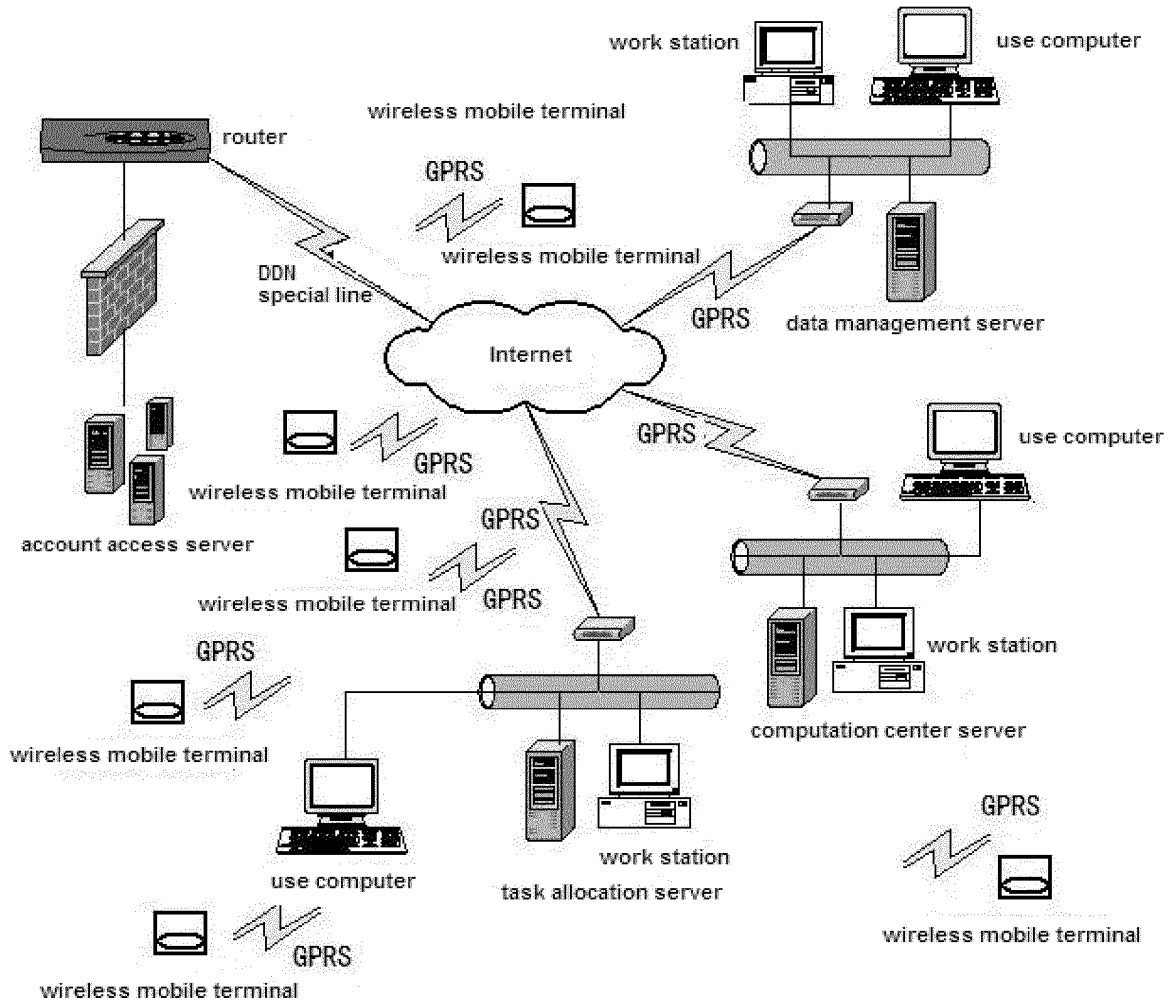 work station
use computer
wireless mobile terminal
router
GPRS
wireless mobile terminal
DDN
special line
GPRS
data management server
Internet
GPRS
use computer
GPRS
wireless mobile terminal
GPRS
account access server
wireless mobile terminal
GPRS
work station
GPRS
computation center server
wireless mobile terminal
GPRS
work station
use computer
task allocation server
wireless mobile terminal
GPRS
wireless mobile terminal